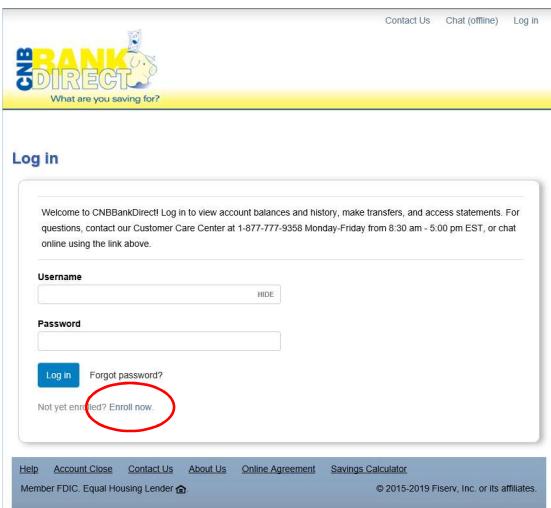 Contact Us Chat (offline) Log in
CNB BANK
DIRECT
What are you saving for?
Log in
Welcome to CNBBankDirect! Log in to view account balances and history, make transfers, and access statements. For
questions, contact our Customer Care Center at 1-877-777-9358 Monday-Friday from 8:30 am - 5:00 pm EST, or chat
online using the link above.
Username
HIDE
Password
Log in Forgot password?
Not yet enrolled? Enroll now.
Help Account Close Contact Us About Us Online Agreement Savings Calculator
Member FDIC. Equal Housing Lender © 2015-2019 Fiserv, Inc. or its affiliates.